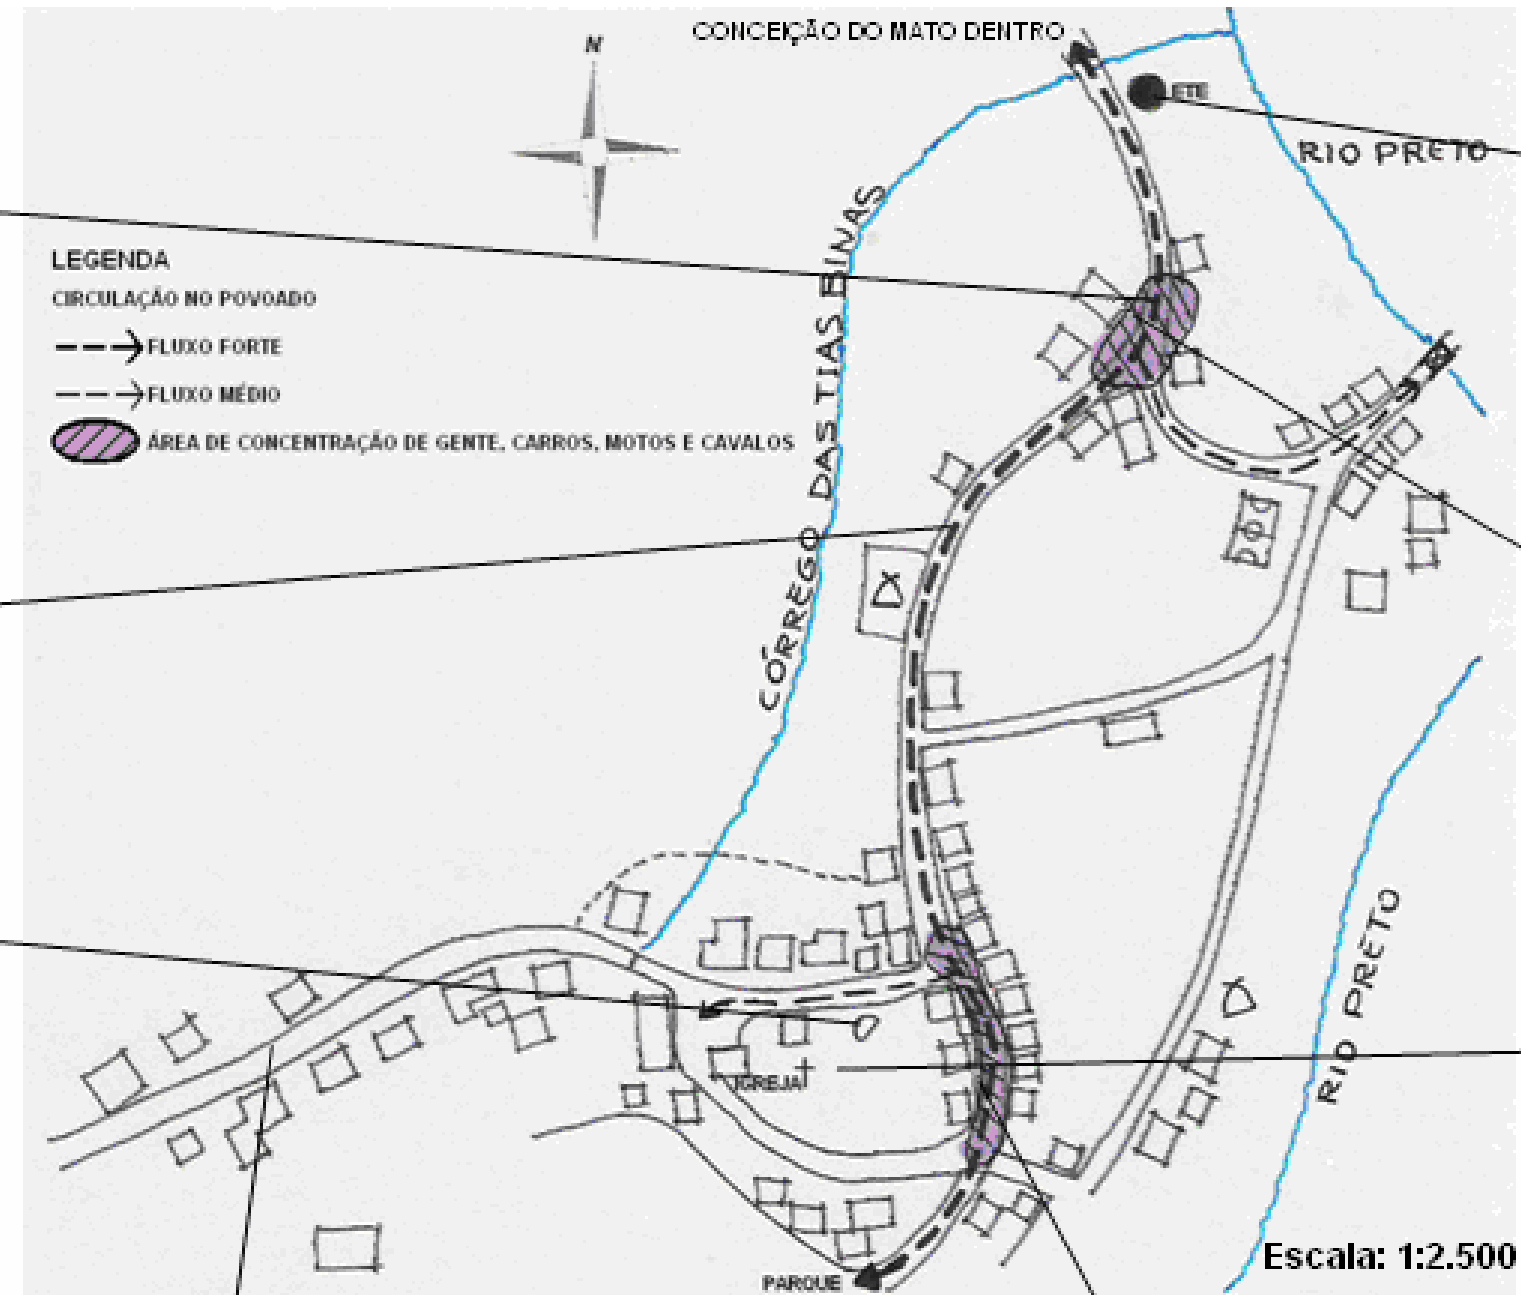 CONCEIÇÃO DO MATO DENTRO
N
ETE
RIO PRETO
CÓRREGO DAS TIAS BINAS
LEGENDA
CIRCULAÇÃO NO POVOADO
FLUXO FORTE
FLUXO MÉDIO
ÁREA DE CONCENTRAÇÃO DE GENTE, CARROS, MOTOS E CAVALOS
RIO PRETO
IGREJA
PARQUE
Escala: 1:2.500